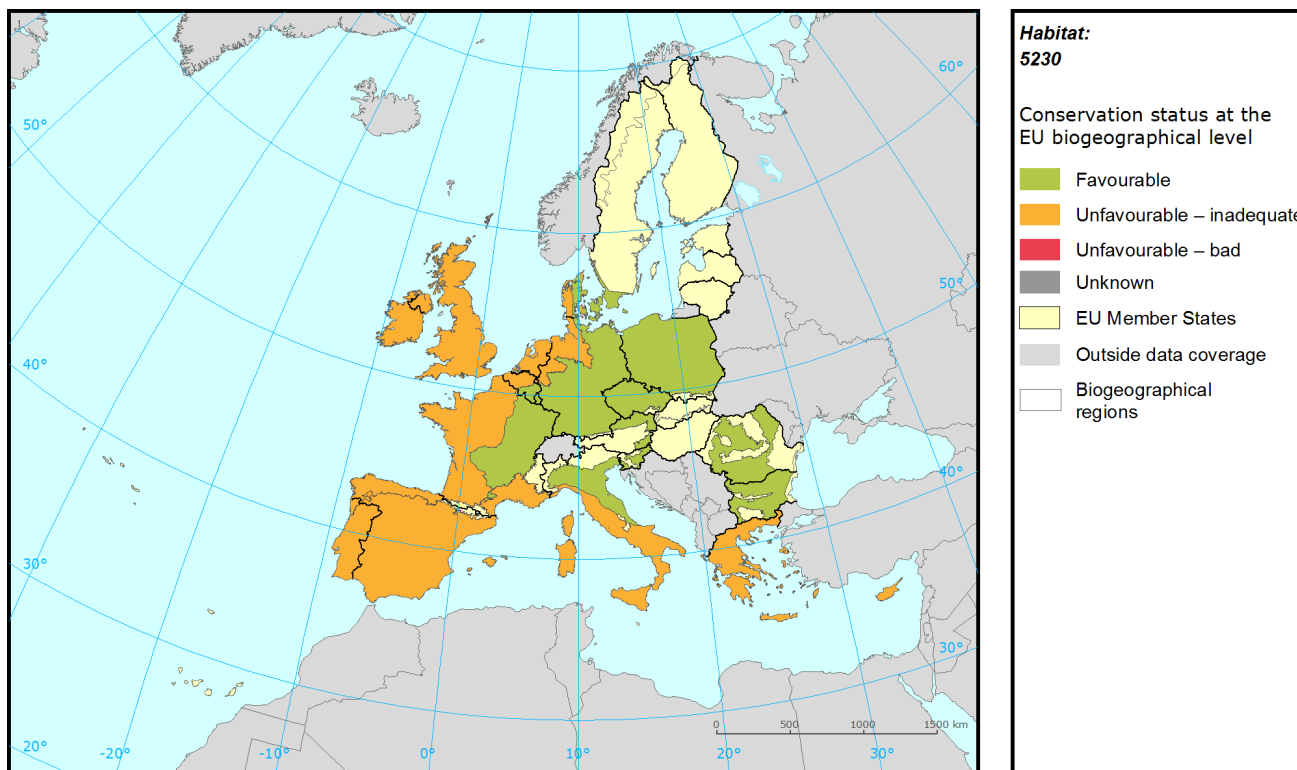 60°
50°
50°
40°
40°
30°
30°
20°
-20°
-10°
0°
10°
20°
30°
0 500 1000 1500 km
Habitat:
5230
Conservation status at the
EU biogeographical level
Favourable
Unfavourable – inadequate
Unfavourable – bad
Unknown
EU Member States
Outside data coverage
Biogeographical
regions